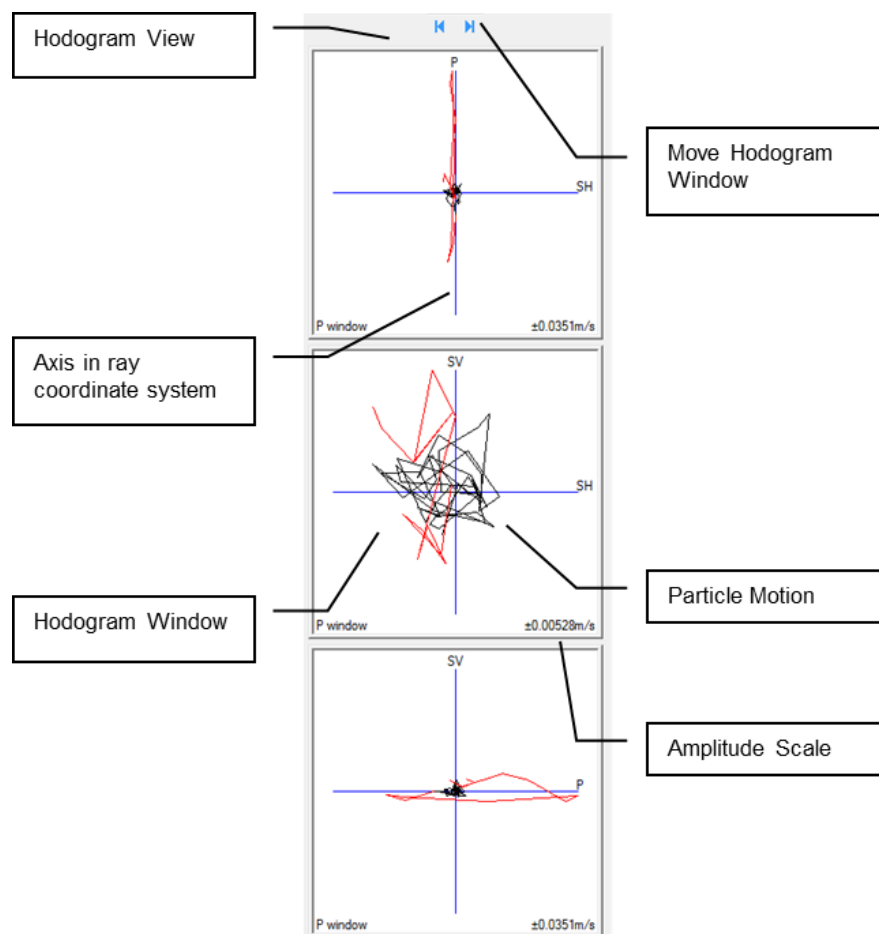 Hodogram View
P
Move Hodogram
Window
SH
P window
±0.0351m/s
Axis in ray
coordinate system
SV
SH
Particle Motion
Hodogram Window
P window
±0.00528m/s
SV
Amplitude Scale
P
P window
±0.0351m/s